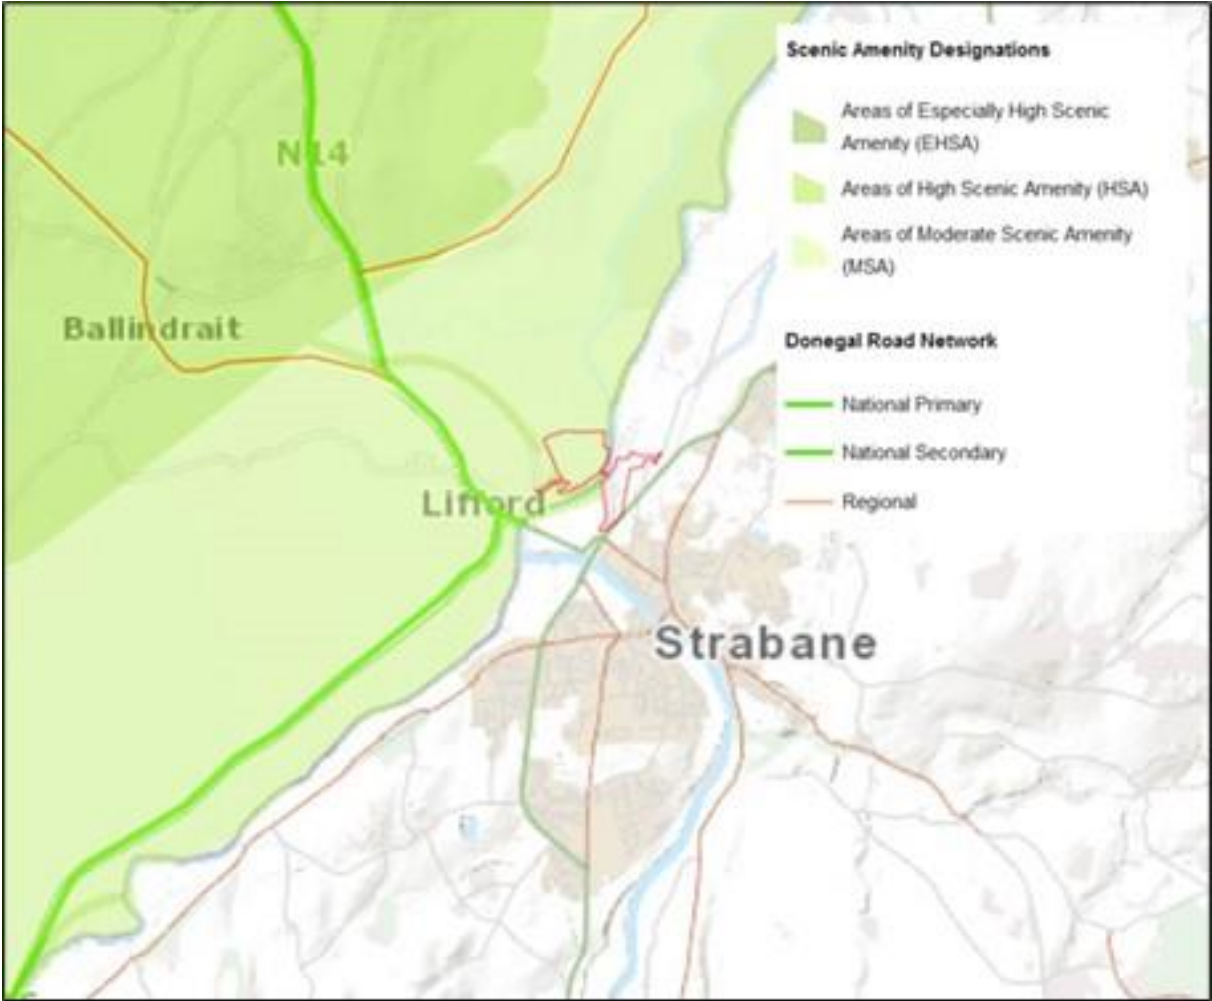 Scenic Amenity Designations
Areas of Especially High Scenic
Amenity (EHSA)
Areas of High Scenic Amenity (HSA)
Areas of Moderate Scenic Amenity
(MSA)
Donegal Road Network
National Primary
National Secondary
Regional
N14
Ballindrait
Lifford
Strabane